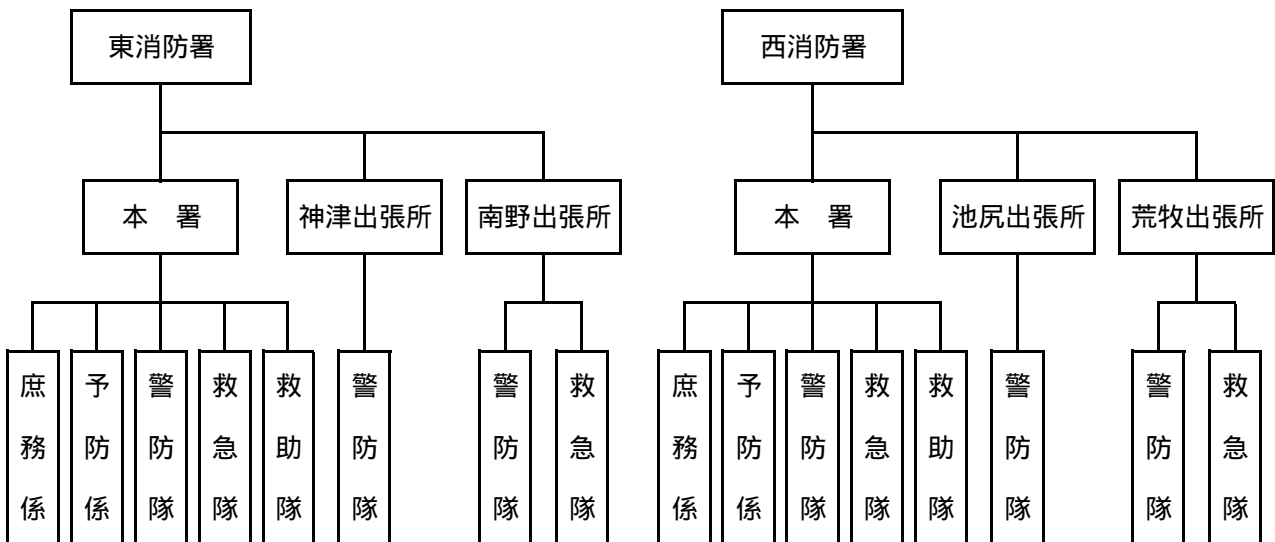 東消防署
西消防署
本　署
神津出張所
南野出張所
本　署
池尻出張所
荒牧出張所
庶務係
予防係
警防隊
救急隊
救助隊
警防隊
警防隊
救急隊
庶務係
予防係
警防隊
救急隊
救助隊
警防隊
警防隊
救急隊